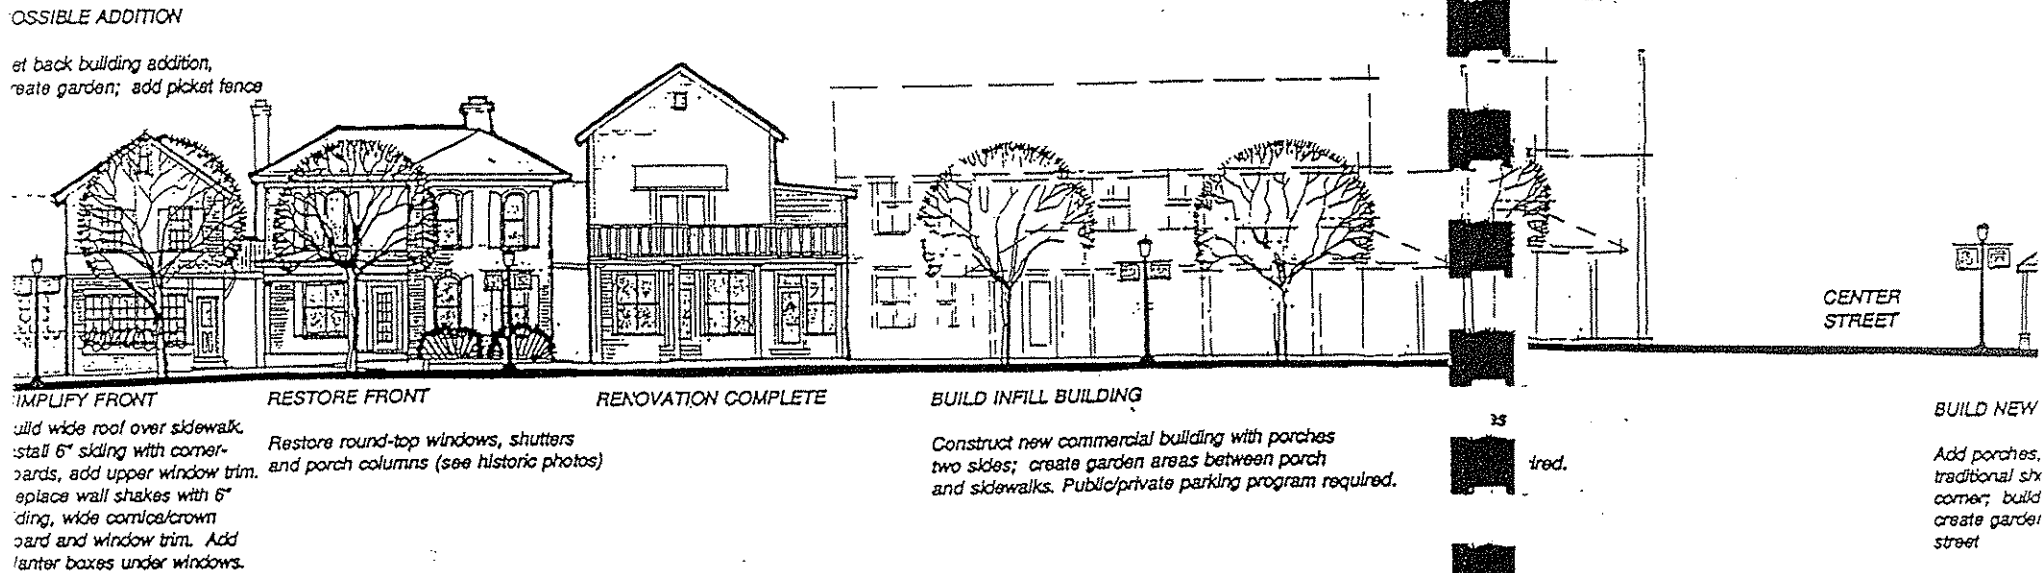 OSSIBLE ADDITION
et back building addition,
reate garden; add picket fence
CENTER
STREET
IMPLIFY FRONT
uild wide roof over sidewalk.
stall 6" siding with corner-
oards, add upper window trim.
eplace wall shakes with 6"
ding, wide cornice/crown
oard and window trim. Add
lanter boxes under windows.
RESTORE FRONT
Restore round-top windows, shutters
and porch columns (see historic photos)
RENOVATION COMPLETE
BUILD INFILL BUILDING
Construct new commercial building with porches
two sides; create garden areas between porch
and sidewalks. Public/private parking program required.
es
ired.
BUILD NEW
Add porches,
traditional sh
corner; build
create garden
street